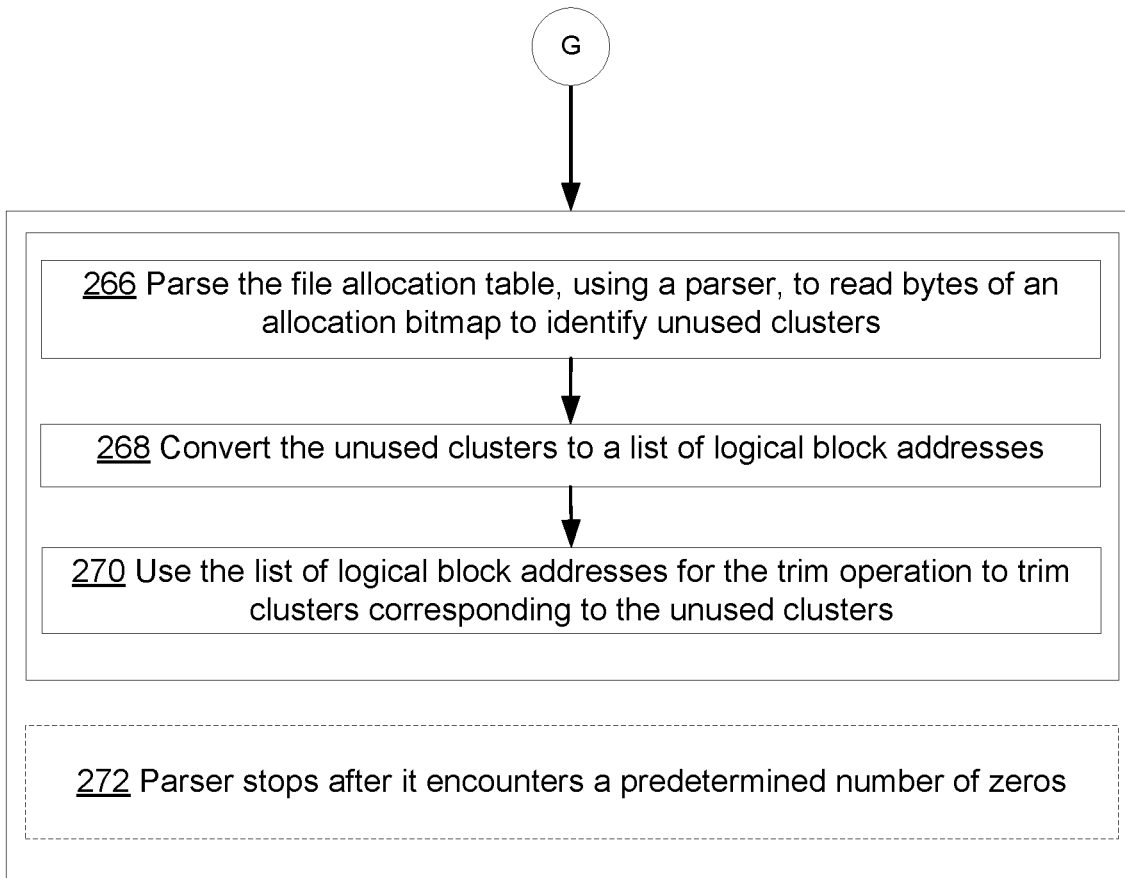 G
266 Parse the file allocation table, using a parser, to read bytes of an
allocation bitmap to identify unused clusters
268 Convert the unused clusters to a list of logical block addresses
270 Use the list of logical block addresses for the trim operation to trim
clusters corresponding to the unused clusters
272 Parser stops after it encounters a predetermined number of zeros